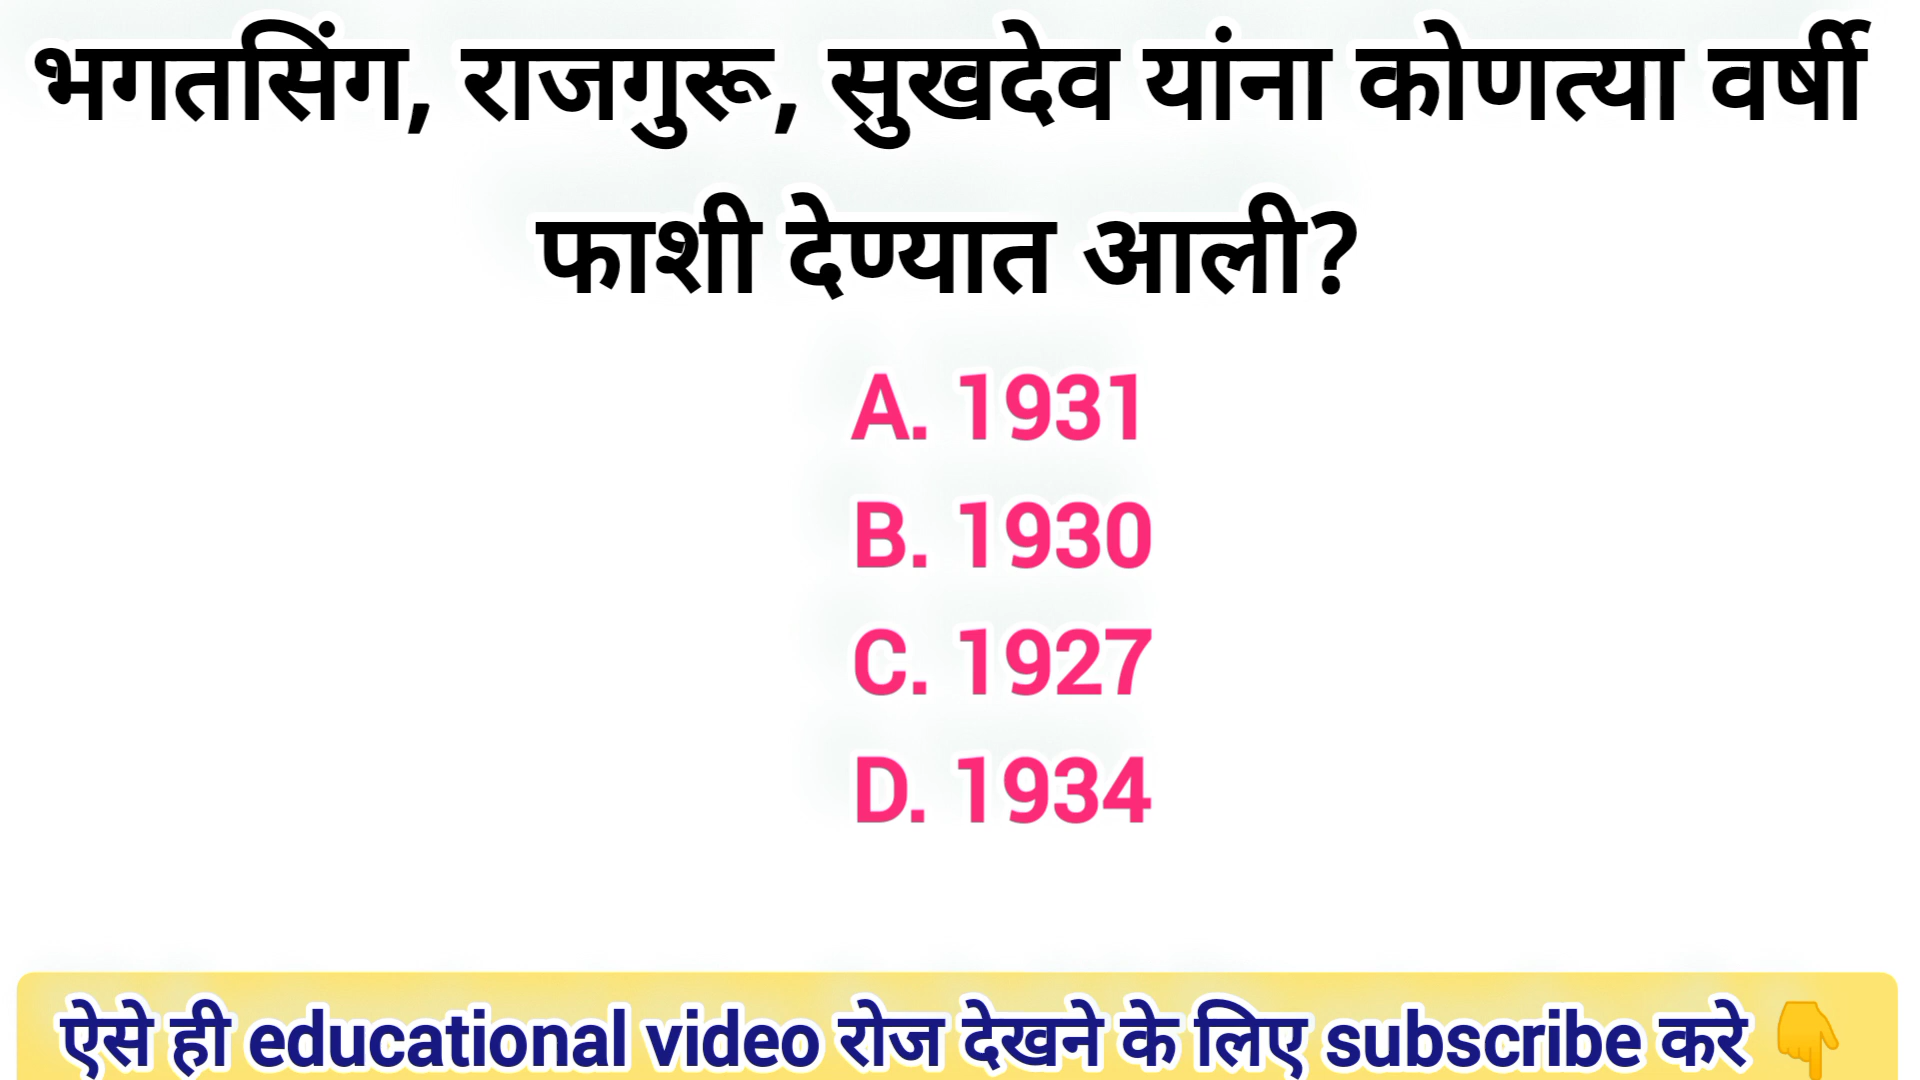 भगतसिंग, राजगुरू, सुखदेव यांना कोणत्या वर्षी
फाशी देण्यात आली?
A. 1931
B. 1930
C. 1927
D. 1934
ऐसे ही educational video रोज देखने के लिए subscribe करे 👇